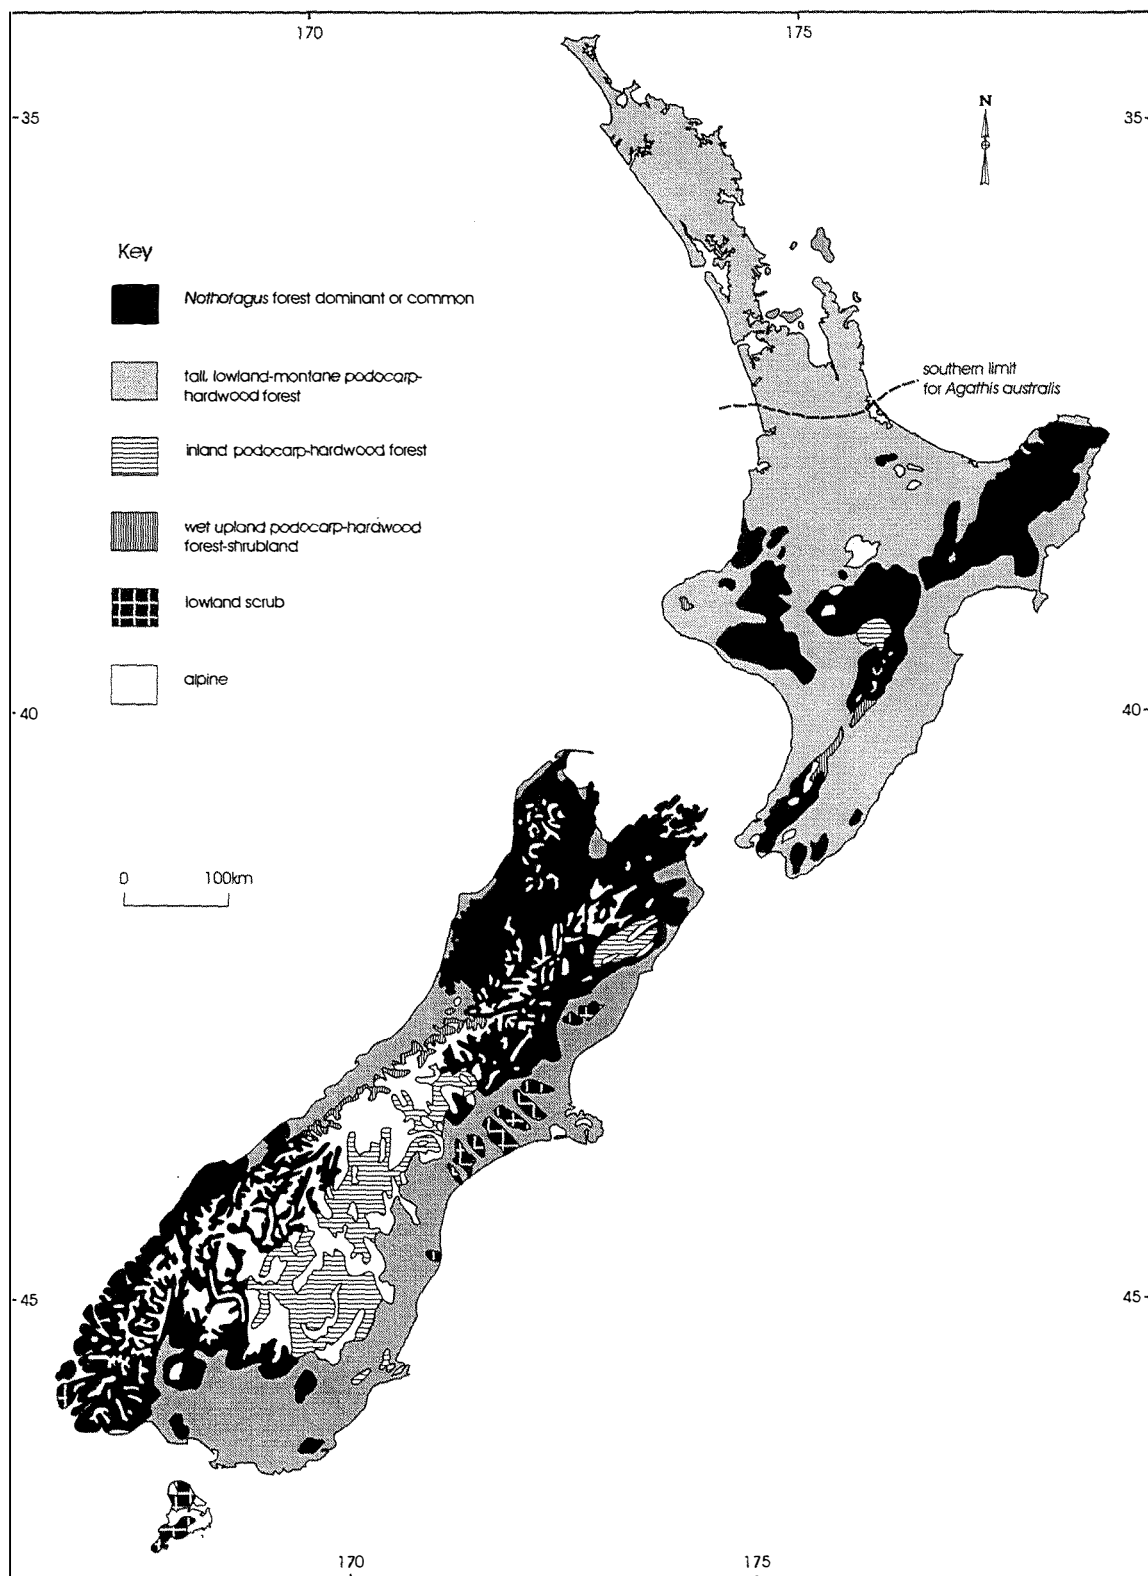 170
175
35
35
N
Key
Nothofagus forest dominant or common
tall, lowland-montane podocarp-
hardwood forest
southern limit
for Agathis australis
inland podocarp-hardwood forest
wet upland podocarp-hardwood
forest-shrubland
lowland scrub
alpine
40
40
0
100km
45
45
170
175